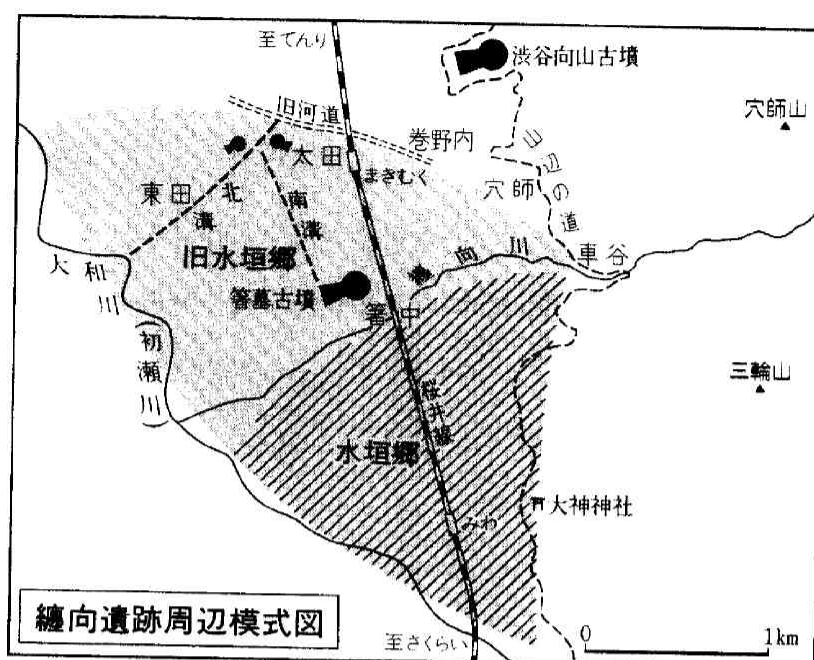 至てんり
渋谷向山古墳
旧河道
穴師山
巻野内
山辺の道
太田
まきむく
穴師
東田
北溝
南溝
車谷
纒向川
大和川
(初瀬川)
旧水垣郷
箸墓古墳
箸中
三輪山
桜井線
水垣郷
大神神社
みわ
纏向遺跡周辺模式図
至さくらい
0 1km